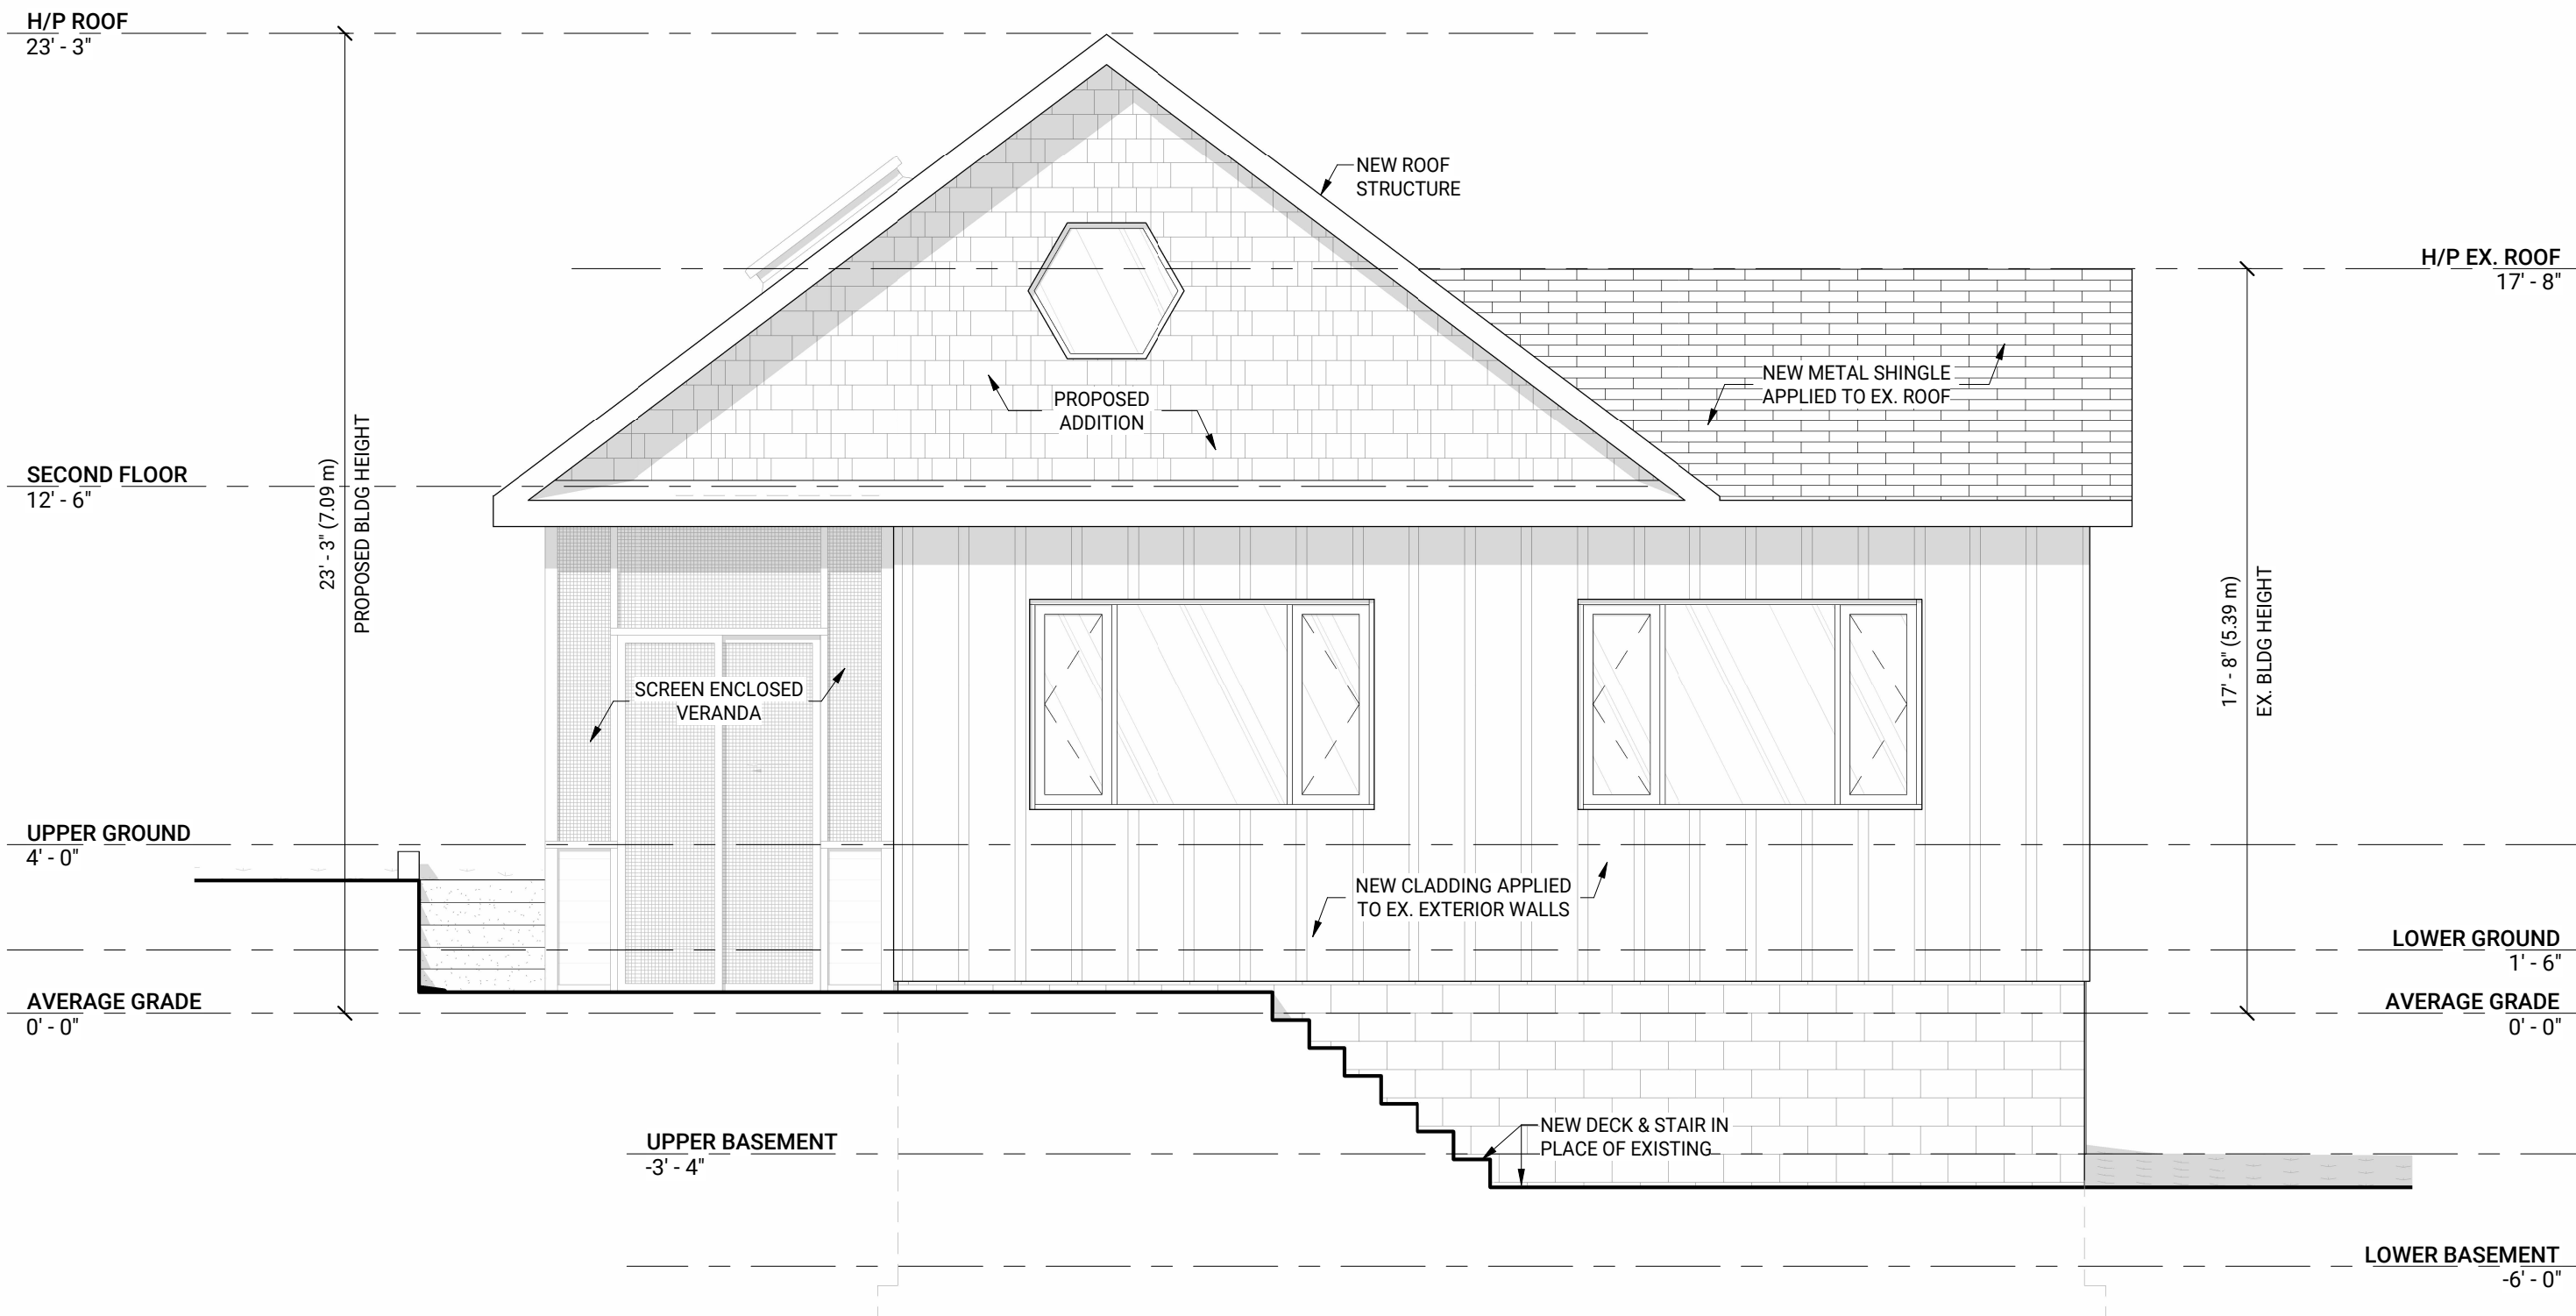 H/P ROOF
23' - 3"
NEW ROOF
STRUCTURE
H/P EX. ROOF
17' - 8"
NEW METAL SHINGLE
APPLIED TO EX. ROOF
PROPOSED
ADDITION
SECOND FLOOR
12' - 6"
23' - 3" (7.09 m)
PROPOSED BLDG HEIGHT
17' - 8" (5.39 m)
EX. BLDG HEIGHT
SCREEN ENCLOSED
VERANDA
UPPER GROUND
4' - 0"
NEW CLADDING APPLIED
TO EX. EXTERIOR WALLS
LOWER GROUND
1' - 6"
AVERAGE GRADE
0' - 0"
AVERAGE GRADE
0' - 0"
NEW DECK & STAIR IN
PLACE OF EXISTING
UPPER BASEMENT
-3' - 4"
LOWER BASEMENT
-6' - 0"